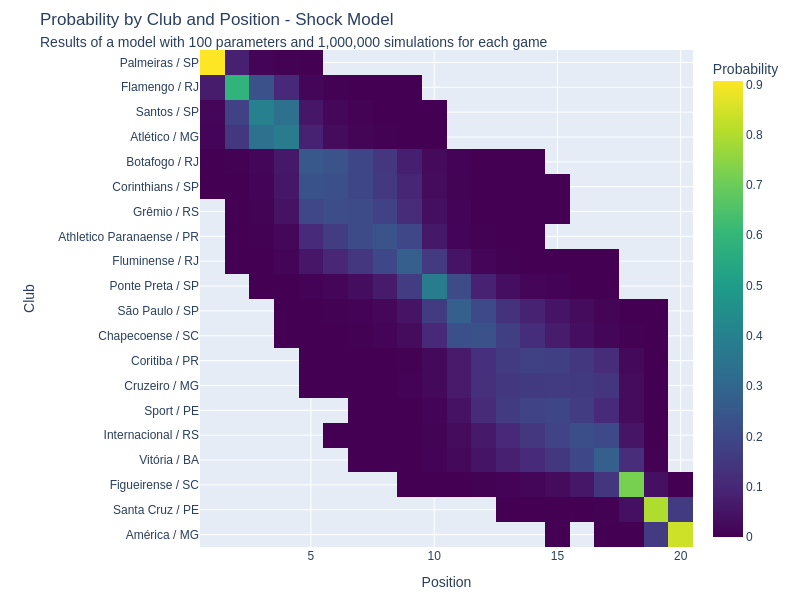 Probability by Club and Position - Shock Model
Results of a model with 100 parameters and 1,000,000 simulations for each game
Probability
Club
Palmeiras / SP
Flamengo / RJ
Santos / SP
Atlético / MG
Botafogo / RJ
Corinthians / SP
Grêmio / RS
Athletico Paranaense / PR
Fluminense / RJ
Ponte Preta / SP
São Paulo / SP
Chapecoense / SC
Coritiba / PR
Cruzeiro / MG
Sport / PE
Internacional / RS
Vitória / BA
Figueirense / SC
Santa Cruz / PE
América / MG
0.9
0.8
0.7
0.6
0.5
0.4
0.3
0.2
0.1
0
5
10
15
20
Position